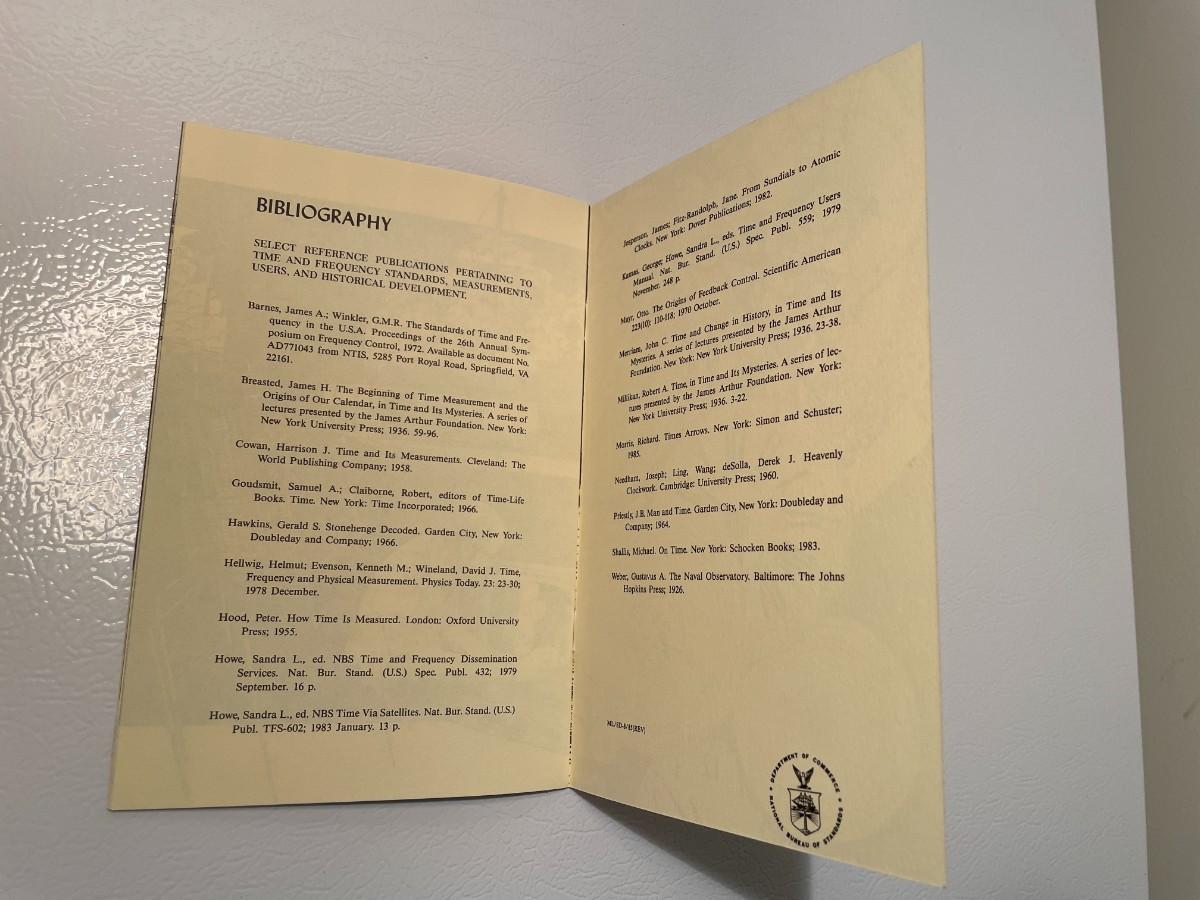 BIBLIOGRAPHY
SELECT REFERENCE PUBLICATIONS PERTAINING TO
TIME AND FREQUENCY STANDARDS, MEASUREMENTS,
USERS, AND HISTORICAL DEVELOPMENT.
Barnes, James A.; Winkler, G.M.R. The Standards of Time and Fre-
quency in the U.S.A. Proceedings of the 26th Annual Sym-
posium on Frequency Control, 1972. Available as document No.
AD771043 from NTIS, 5285 Port Royal Road, Springfield, VA
22161.
Breasted, James H. The Beginning of Time Measurement and the
Origins of Our Calendar, in Time and Its Mysteries. A series of
lectures presented by the James Arthur Foundation. New York:
New York University Press; 1936. 59-96.
Cowan, Harrison J. Time and Its Measurements. Cleveland: The
World Publishing Company; 1958.
Goudsmit, Samuel A.; Claiborne, Robert, editors of Time-Life
Books. Time. New York: Time Incorporated; 1966.
Hawkins, Gerald S. Stonehenge Decoded. Garden City, New York:
Doubleday and Company; 1966.
Hellwig, Helmut; Evenson, Kenneth M.; Wineland, David J. Time,
Frequency and Physical Measurement. Physics Today. 23: 23-30;
1978 December.
Hood, Peter. How Time Is Measured. London: Oxford University
Press; 1955.
Howe, Sandra L., ed. NBS Time and Frequency Dissemination
Services. Nat. Bur. Stand. (U.S.) Spec. Publ. 432; 1979
September. 16 p.
Howe, Sandra L., ed. NBS Time Via Satellites. Nat. Bur. Stand. (U.S.)
Publ. TFS-602; 1983 January. 13 p.
Jespersen, James; Fitz-Randolph, Jane. From Sundials to Atomic
Clocks. New York: Dover Publications; 1982.
Kamas, George; Howe, Sandra L., eds. Time and Frequency Users
Manual. Nat. Bur. Stand. (U.S.) Spec. Publ. 559; 1979
November. 248 p.
Mayr, Otto. The Origins of Feedback Control. Scientific American
223(10): 110-118; 1970 October.
Merriam, John C. Time and Change in History, in Time and Its
Mysteries. A series of lectures presented by the James Arthur
Foundation. New York: New York University Press; 1936. 23-38.
Millikan, Robert A. Time, in Time and Its Mysteries. A series of lec-
tures presented by the James Arthur Foundation. New York:
New York University Press; 1936. 3-22.
Morris, Richard. Times Arrows. New York: Simon and Schuster;
1985.
Needham, Joseph; Ling, Wang; deSolla, Derek J. Heavenly
Clockwork. Cambridge: University Press; 1960.
Priestly, J.B. Man and Time. Garden City, New York: Doubleday and
Company; 1964.
Shallis, Michael. On Time. New York: Schocken Books; 1983.
Weber, Gustavus A. The Naval Observatory. Baltimore: The Johns
Hopkins Press; 1926.
ML/SD-8/85[REV]
DEPARTMENT OF COMMERCE
NATIONAL BUREAU OF STANDARDS